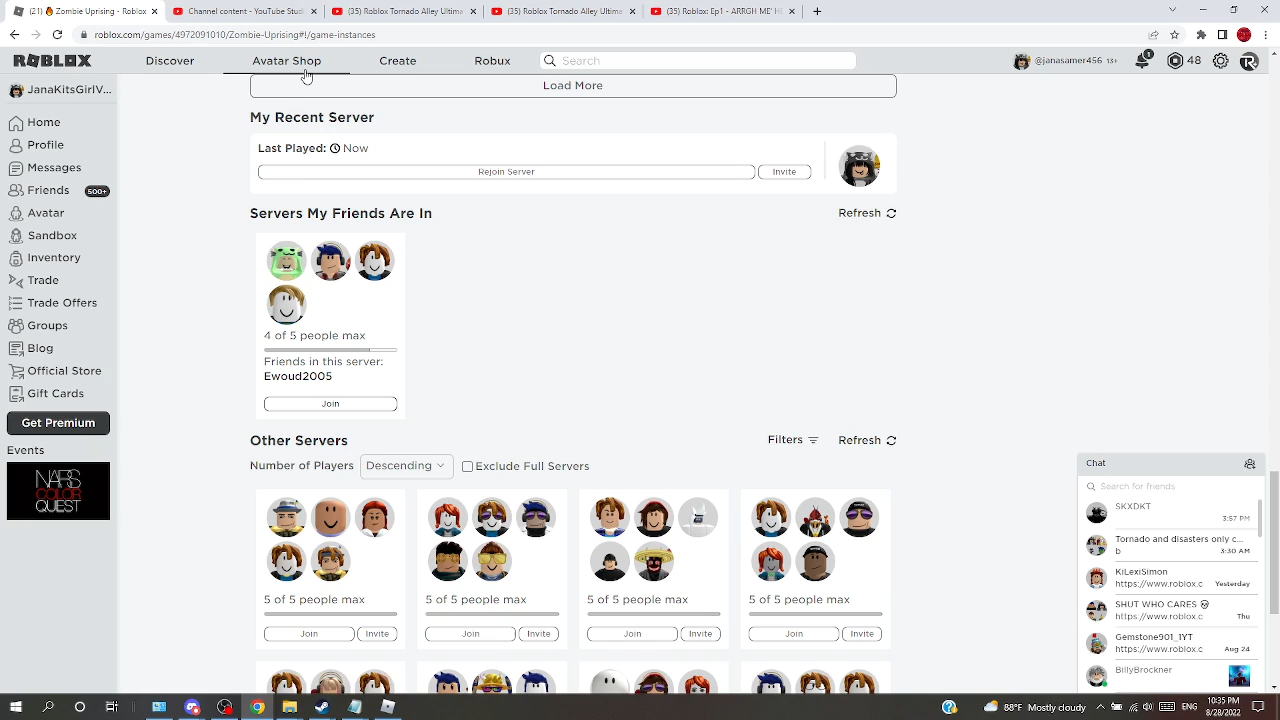 (21) 🔥 Zombie Uprising - Roblox
Channel content - YouTube Studi
(35) Roblox Tornado Alley Ultima
(35) Roblox Tornado Alley Ultima
(35) Roblox: Ep1 - ARRGH ME' H
roblox.com/games/4972091010/Zombie-Uprising#!/game-instances
ROBLOX
Discover
Avatar Shop
Create
Robux
Search
@janasamer456 13+
1
48
JanaKitsGirlV...
Home
Profile
Messages
Friends
500+
Avatar
Sandbox
Inventory
Trade
Trade Offers
Groups
Blog
Official Store
Gift Cards
Get Premium
Events
NARS
COLOR
QUEST
Load More
My Recent Server
Last Played: Now
Rejoin Server
Invite
Servers My Friends Are In
Refresh
4 of 5 people max
Friends in this server:
Ewoud2005
Join
Other Servers
Filters
Refresh
Number of Players
Descending
Exclude Full Servers
5 of 5 people max
5 of 5 people max
5 of 5 people max
5 of 5 people max
Join
Invite
Join
Invite
Join
Invite
Join
Invite
Chat
Search for friends
SKXDKT
3:57 PM
Tornado and disasters only c...
b
3:30 AM
KiLexiSimon
https://www.roblox.c
Yesterday
SHUT WHO CARES
https://www.roblox.c
Thu
Gemstone901_1YT
https://www.roblox.c
Aug 24
BillyBrockner
88°F Mostly cloudy
ENG
10:35 PM
8/28/2022